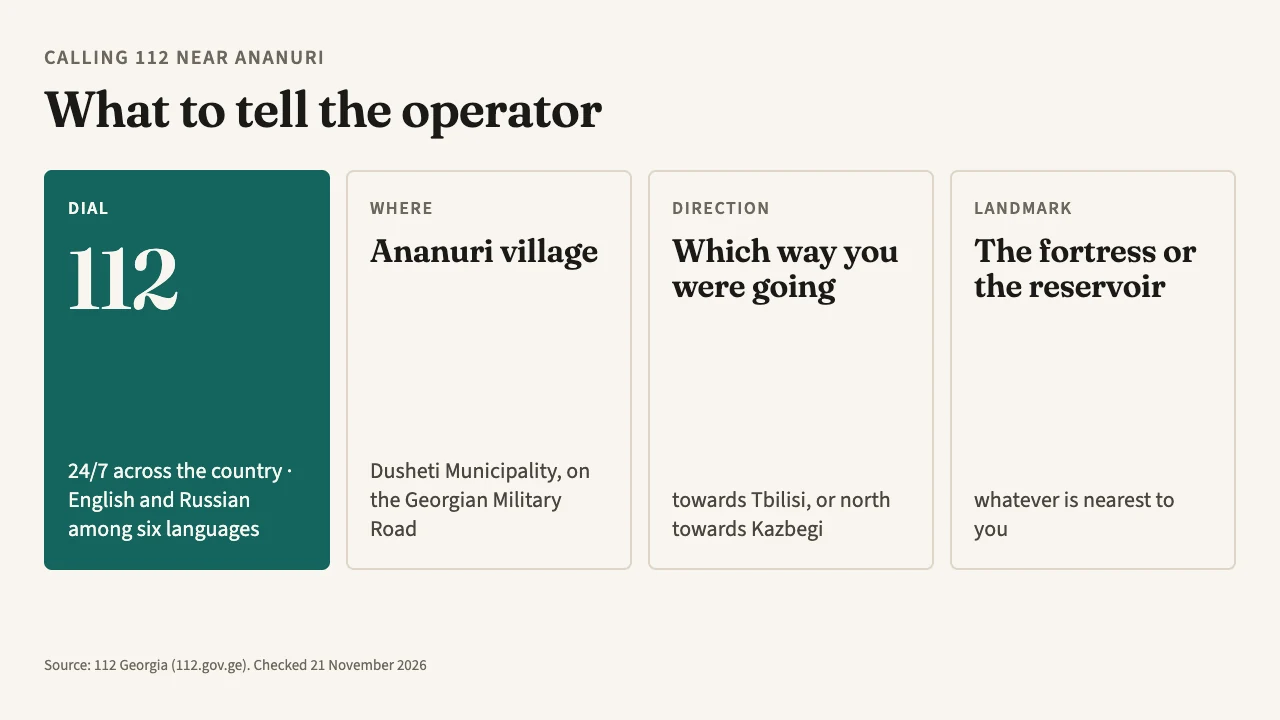 CALLING 112 NEAR ANANURI
What to tell the operator
DIAL
112
24/7 across the country ·
English and Russian
among six languages
WHERE
Ananuri village
Dusheti Municipality, on
the Georgian Military
Road
DIRECTION
Which way you
were going
towards Tbilisi, or north
towards Kazbegi
LANDMARK
The fortress or
the reservoir
whatever is nearest to
you
Source: 112 Georgia (112.gov.ge). Checked 21 November 2026